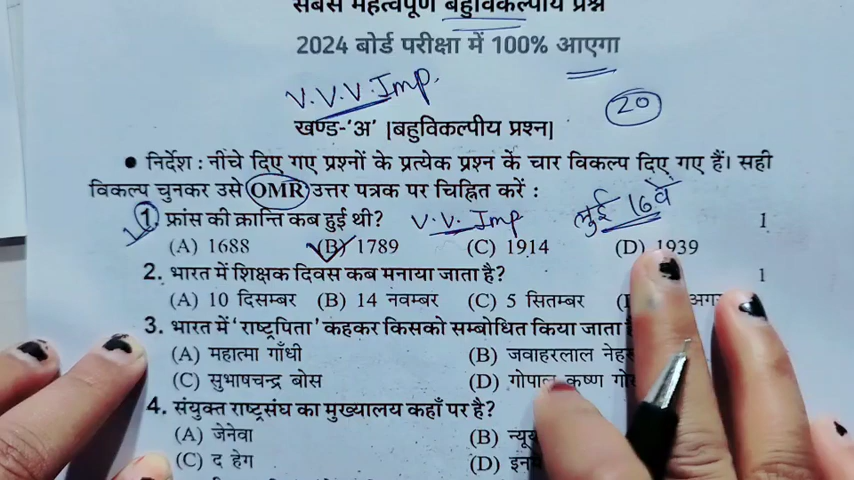 सबसे महत्वपूर्ण बहुविकल्पीय प्रश्न
2024 बोर्ड परीक्षा में 100% आएगा
V.V.V.Imp.
20
खण्ड-'अ' |बहुविकल्पीय प्रश्न|
● निर्देश : नीचे दिए गए प्रश्नों के प्रत्येक प्रश्न के चार विकल्प दिए गए हैं। सही
विकल्प चुनकर उसे OMR उत्तर पत्रक पर चिह्नित करें :
लुई 16वें
1. फ्रांस की क्रान्ति कब हुई थी? V.V. Imp 1
(A) 1688 (B) 1789 (C) 1914 (D) 1939
2. भारत में शिक्षक दिवस कब मनाया जाता है? 1
(A) 10 दिसम्बर (B) 14 नवम्बर (C) 5 सितम्बर
3. भारत में 'राष्ट्रपिता' कहकर किसको सम्बोधित किया जाता
(A) महात्मा गाँधी (B) जवाहरलाल
(C) सुभाषचन्द्र बोस (D) गोपाल कृष्ण
4. संयुक्त राष्ट्रसंघ का मुख्यालय कहाँ पर है?
(A) जेनेवा (B)
(C) द हेग (D)